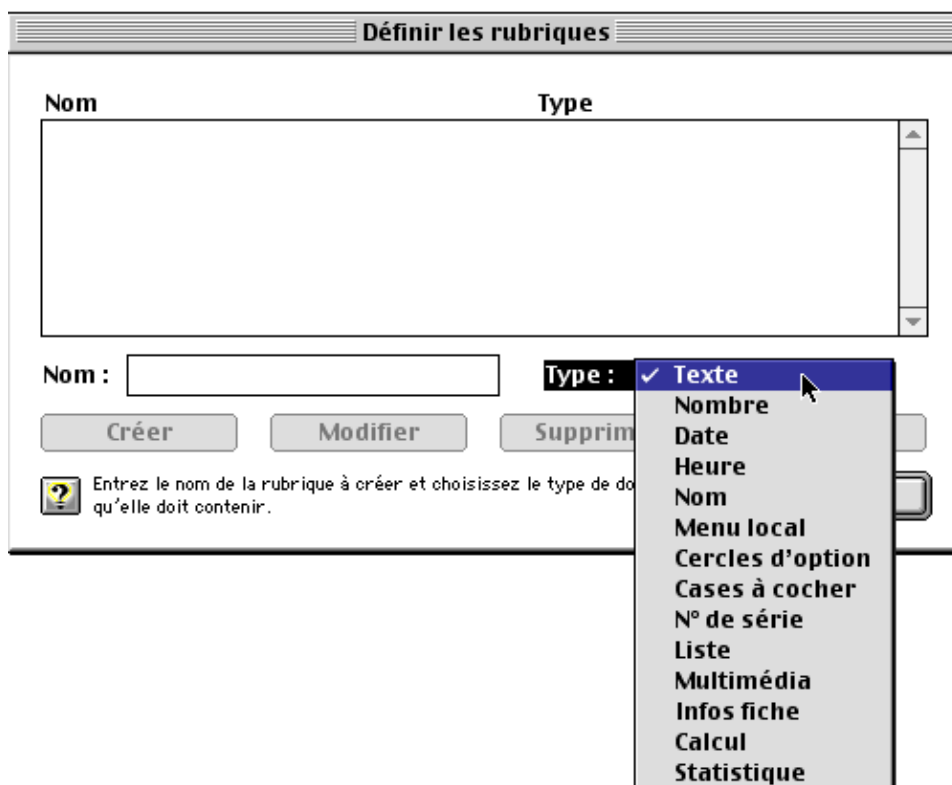 Définir les rubriques
Nom Type
Nom : Type : ✓ Texte
Nombre
Créer Modifier Supprim
Date
Heure
Entrez le nom de la rubrique à créer et choisissez le type de do
qu'elle doit contenir.
Nom
Menu local
Cercles d'option
Cases à cocher
N° de série
Liste
Multimédia
Infos fiche
Calcul
Statistique